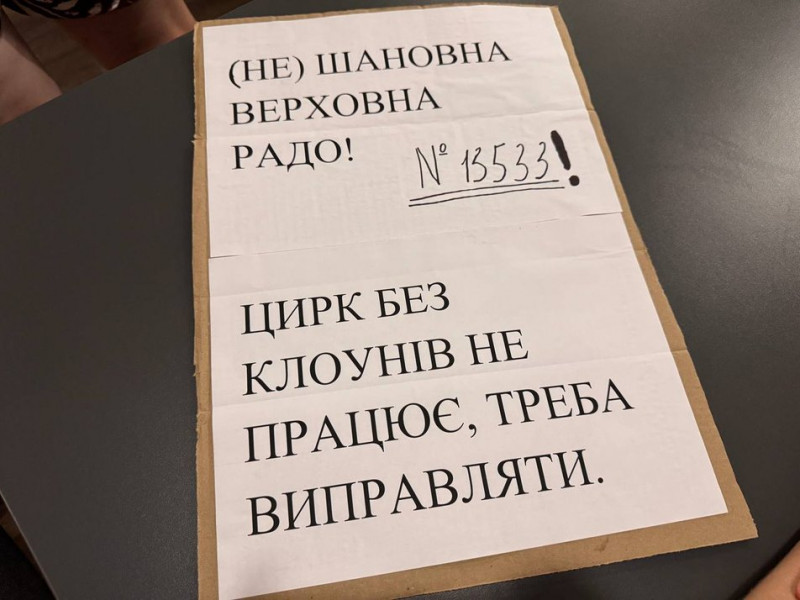 (НЕ) ШАНОВНА
ВЕРХОВНА
РАДО!
№ 13533!
ЦИРК БЕЗ
КЛОУНІВ НЕ
ПРАЦЮЄ, ТРЕБА
ВИПРАВЛЯТИ.